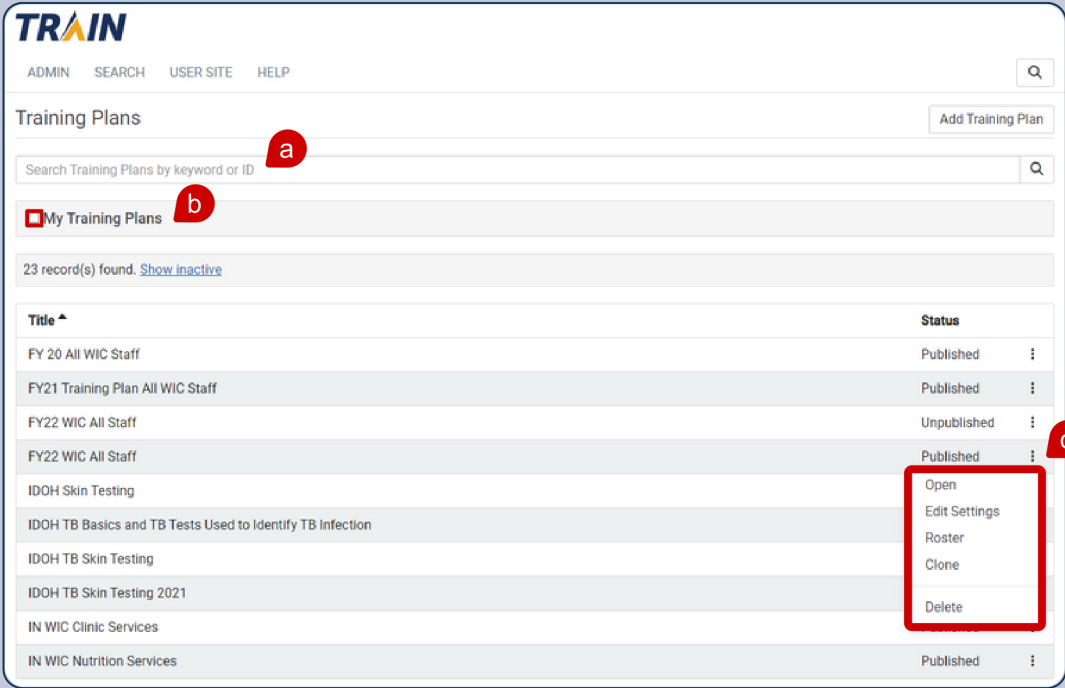 TRAIN
ADMIN SEARCH USER SITE HELP
Training Plans
Add Training Plan
a
Search Training Plans by keyword or ID
b
My Training Plans
23 record(s) found. Show inactive
Title Status
FY 20 All WIC Staff Published
FY21 Training Plan All WIC Staff Published
FY22 WIC All Staff Unpublished
FY22 WIC All Staff Published
IDOH Skin Testing
Open
Edit Settings
IDOH TB Basics and TB Tests Used to Identify TB Infection
Roster
IDOH TB Skin Testing
Clone
IDOH TB Skin Testing 2021
Delete
IN WIC Clinic Services
IN WIC Nutrition Services Published